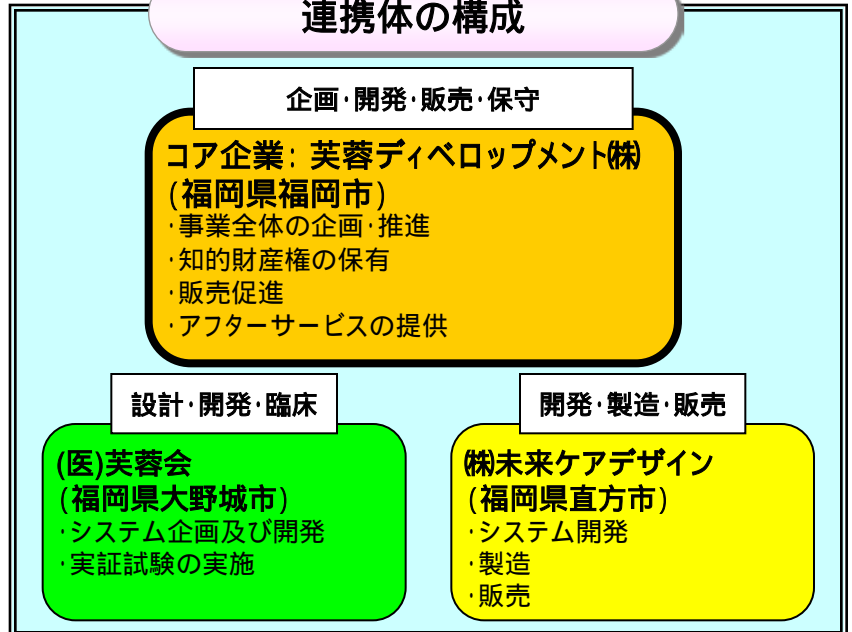 連携体の構成
企画・開発・販売・保守
コア企業：芙蓉ディベロップメント㈱
(福岡県福岡市)
・事業全体の企画・推進
・知的財産権の保有
・販売促進
・アフターサービスの提供
設計・開発・臨床
(医)芙蓉会
(福岡県大野城市)
・システム企画及び開発
・実証試験の実施
開発・製造・販売
㈱未来ケアデザイン
(福岡県直方市)
・システム開発
・製造
・販売